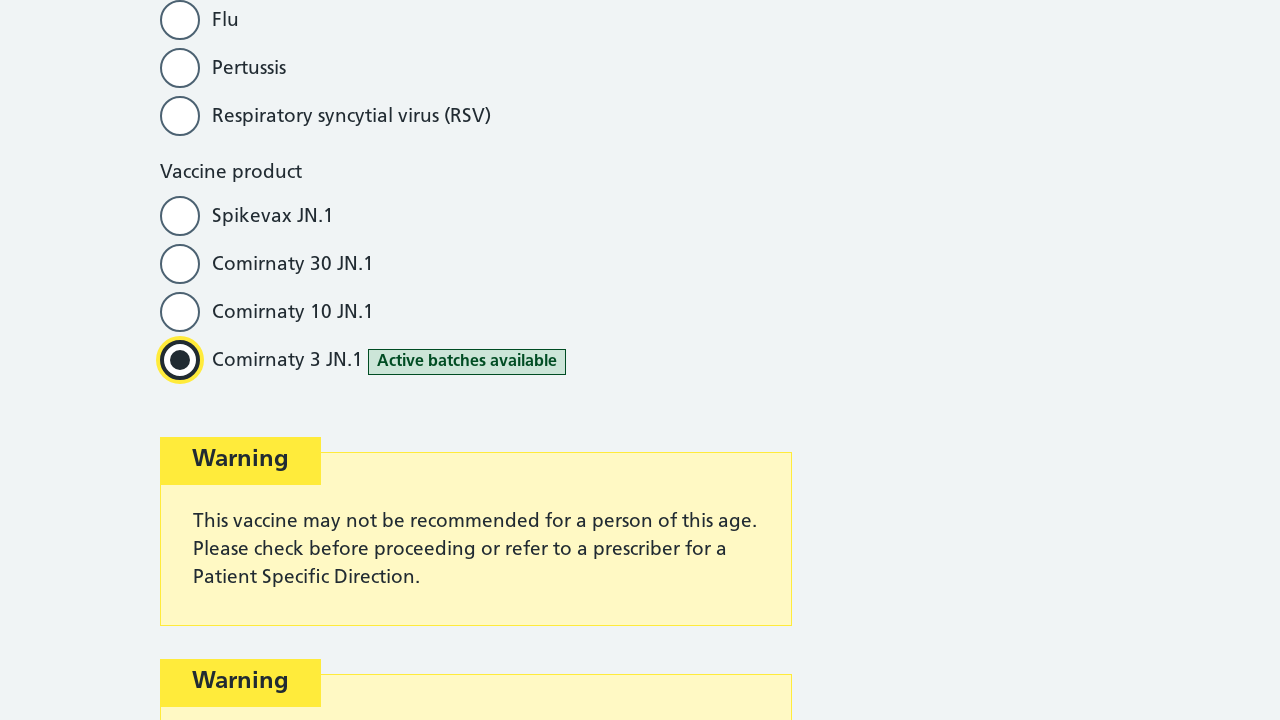 Flu
Pertussis
Respiratory syncytial virus (RSV)
Vaccine product
Spikevax JN.1
Comirnaty 30 JN.1
Comirnaty 10 JN.1
Comirnaty 3 JN.1 Active batches available
Warning
This vaccine may not be recommended for a person of this age.
Please check before proceeding or refer to a prescriber for a
Patient Specific Direction.
Warning